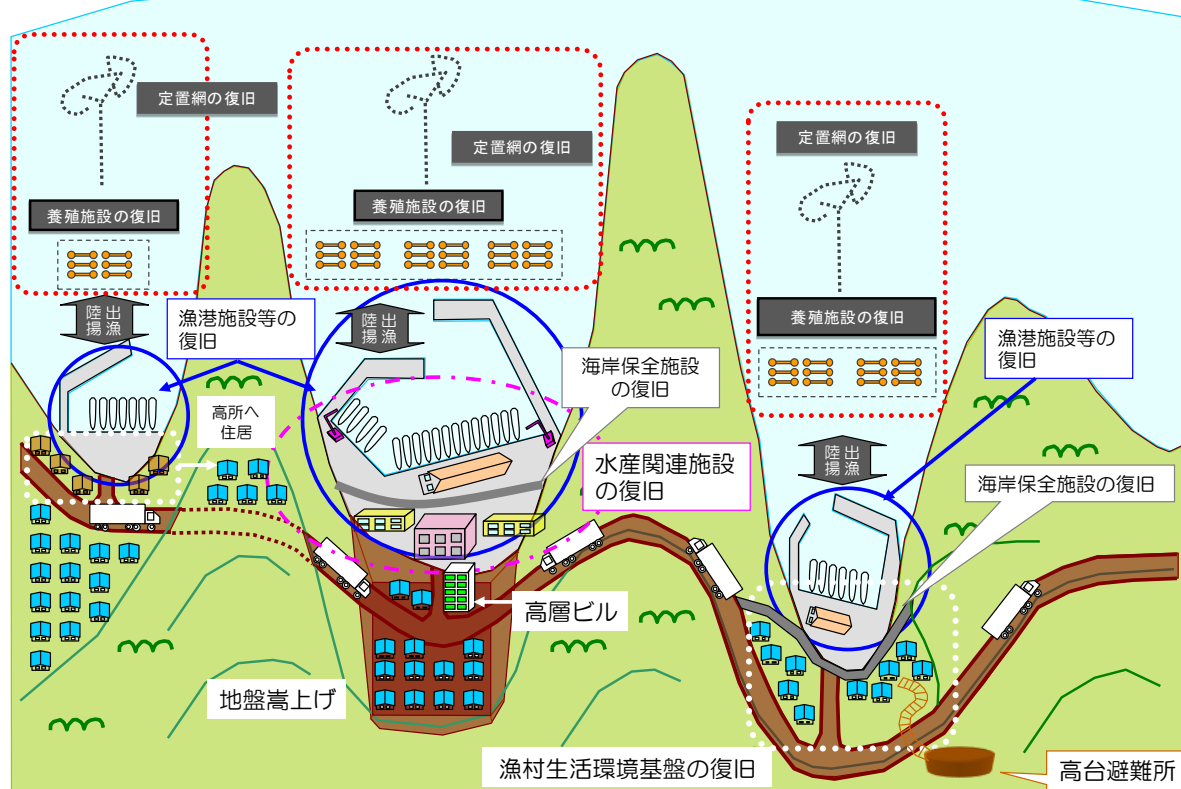 定置網の復旧
養殖施設の復旧
陸揚
出漁
定置網の復旧
養殖施設の復旧
陸揚
出漁
定置網の復旧
養殖施設の復旧
陸揚
出漁
漁港施設等の
復旧
海岸保全施設
の復旧
漁港施設等の
復旧
高所へ
住居
水産関連施設
の復旧
海岸保全施設の復旧
高層ビル
地盤嵩上げ
漁村生活環境基盤の復旧
高台避難所